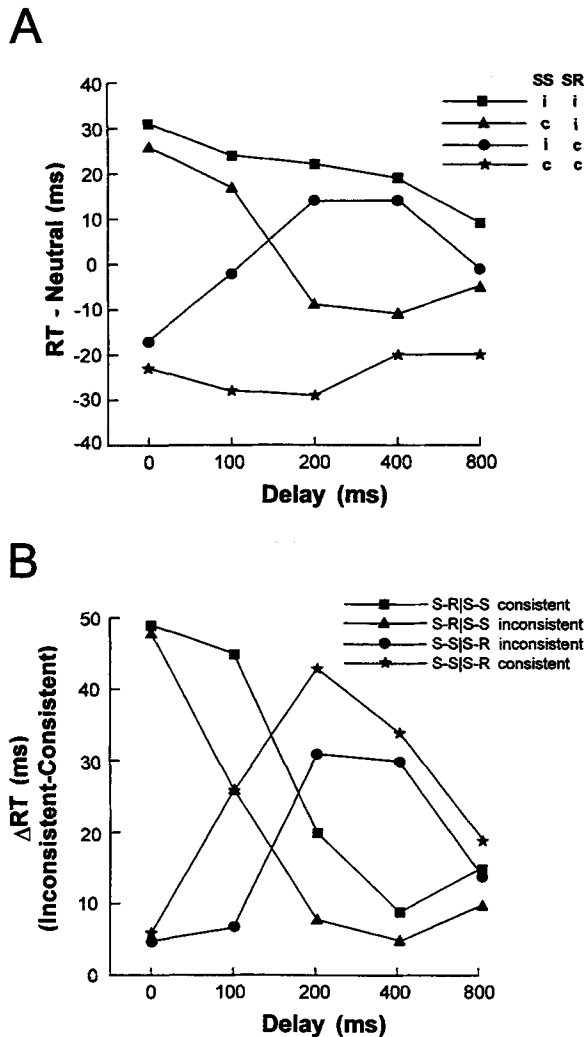 A
SS SR
i i
c i
i c
c c
RT - Neutral (ms)
40
30
20
10
0
-10
-20
-30
-40
0 100 200 400 800
Delay (ms)
B
S-R|S-S consistent
S-R|S-S inconsistent
S-S|S-R inconsistent
S-S|S-R consistent
ΔRT (ms)
(Inconsistent-Consistent)
50
40
30
20
10
0
0 100 200 400 800
Delay (ms)